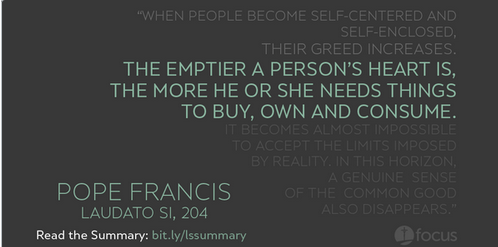 “WHEN PEOPLE BECOME SELF-CENTERED AND
SELF-ENCLOSED,
THEIR GREED INCREASES.
THE EMPTIER A PERSON’S HEART IS,
THE MORE HE OR SHE NEEDS THINGS
TO BUY, OWN AND CONSUME.
IT BECOMES ALMOST IMPOSSIBLE
TO ACCEPT THE LIMITS IMPOSED
BY REALITY. IN THIS HORIZON,
A GENUINE SENSE
OF THE COMMON GOOD
ALSO DISAPPEARS.”
POPE FRANCIS
LAUDATO SI, 204
Read the Summary: bit.ly/lssummary
focus